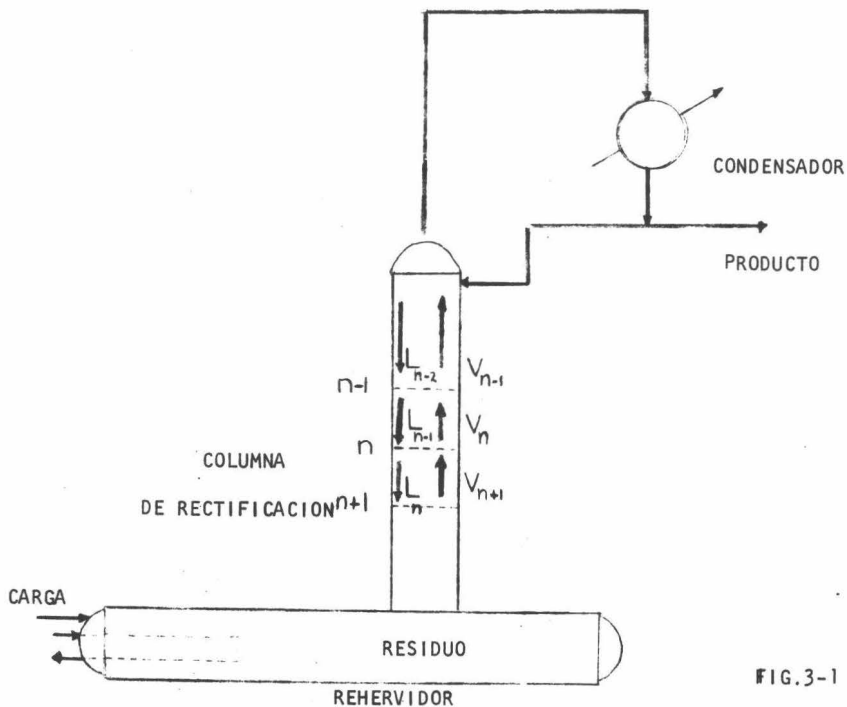 CONDENSADOR
PRODUCTO
L n-2
V n-1
n-1
L n-1
V n
n
COLUMNA
DE RECTIFICACION
n+1
L n
V n+1
CARGA
RESIDUO
REHERVIDOR
FIG.3-1